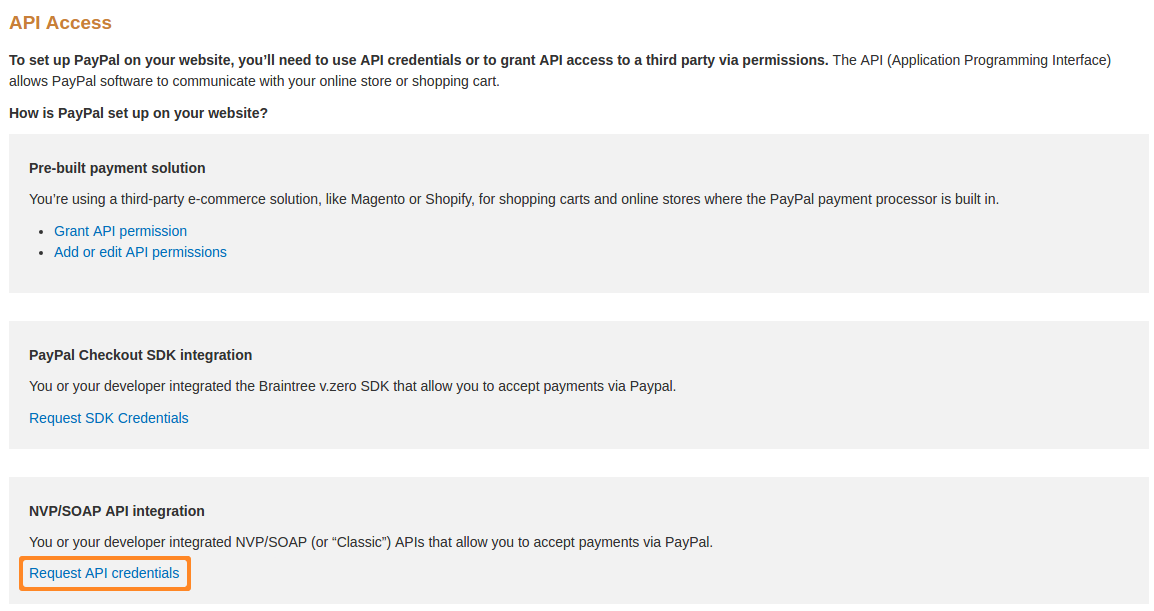 API Access
To set up PayPal on your website, you’ll need to use API credentials or to grant API access to a third party via permissions. The API (Application Programming Interface)
allows PayPal software to communicate with your online store or shopping cart.
How is PayPal set up on your website?
Pre-built payment solution
You’re using a third-party e-commerce solution, like Magento or Shopify, for shopping carts and online stores where the PayPal payment processor is built in.
• Grant API permission
• Add or edit API permissions
PayPal Checkout SDK integration
You or your developer integrated the Braintree v.zero SDK that allow you to accept payments via Paypal.
Request SDK Credentials
NVP/SOAP API integration
You or your developer integrated NVP/SOAP (or “Classic”) APIs that allow you to accept payments via PayPal.
Request API credentials